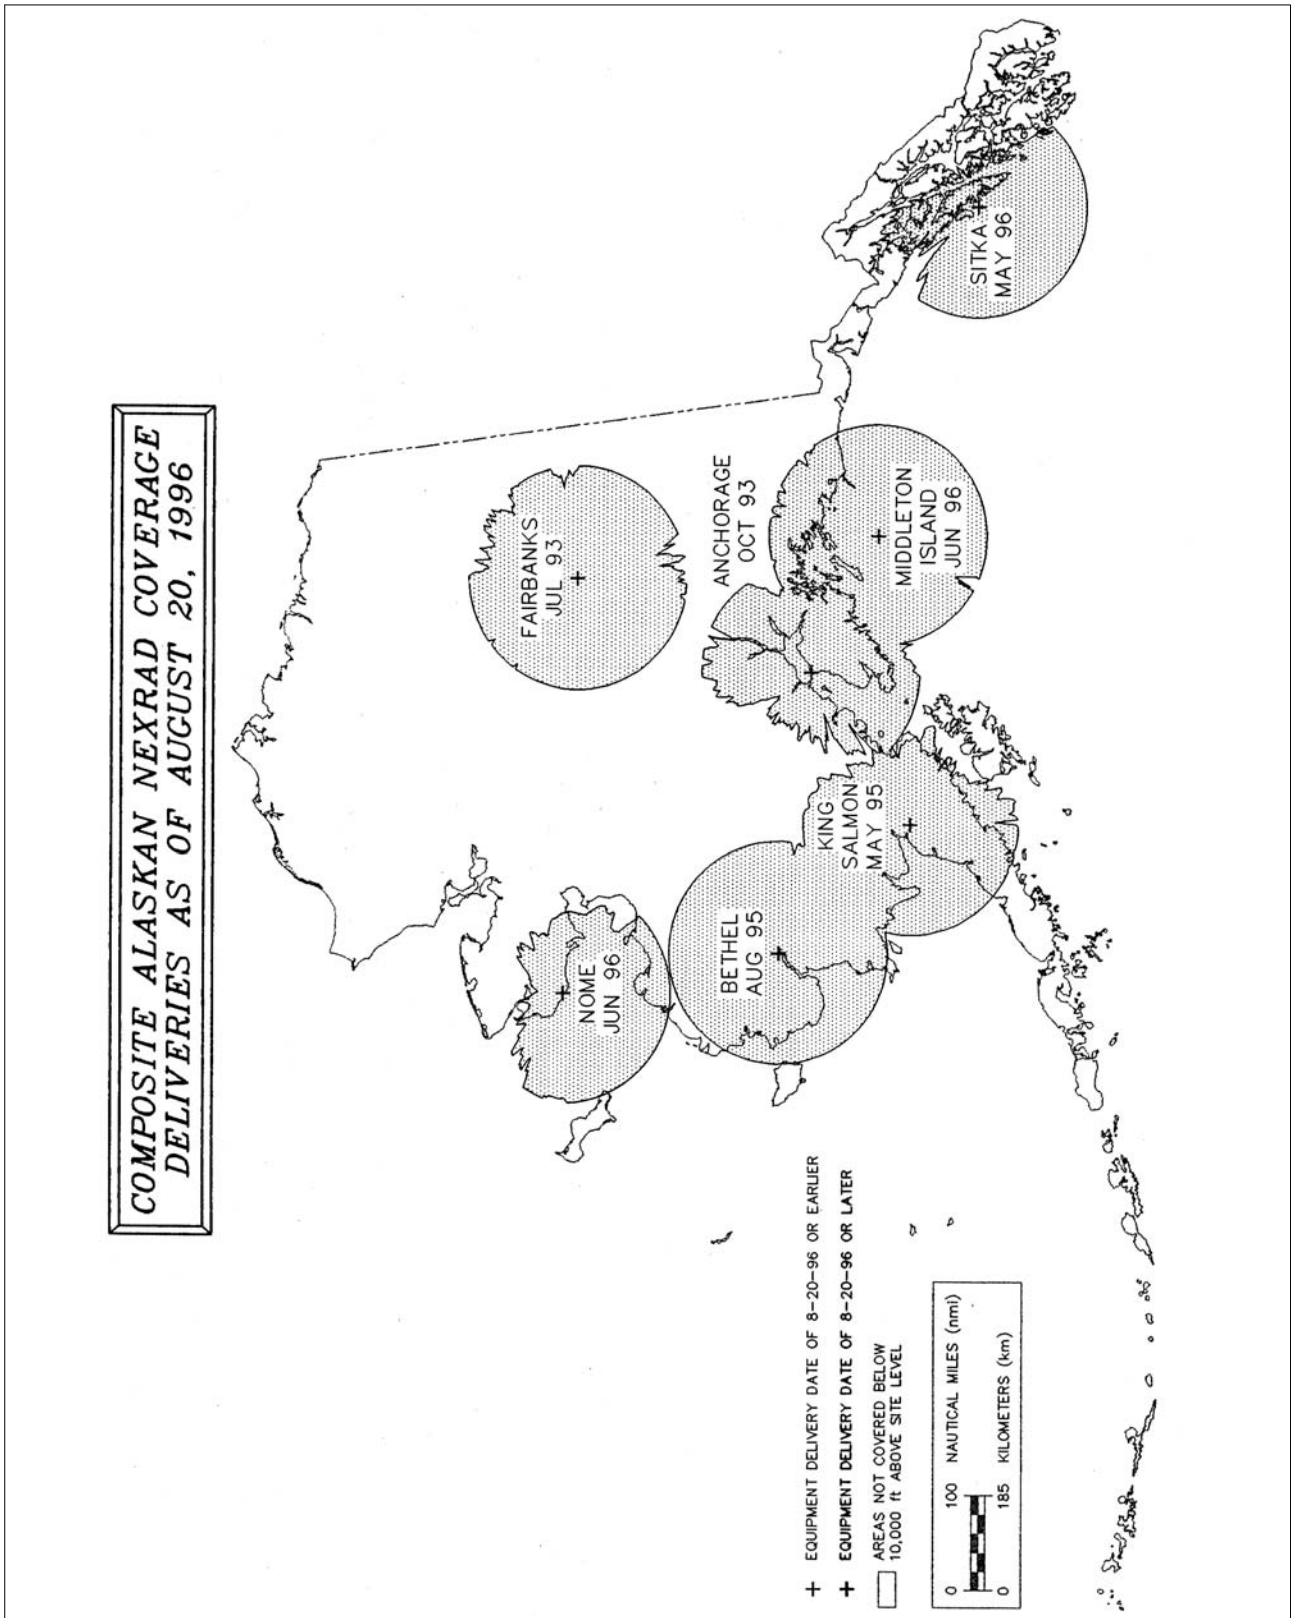 COMPOSITE ALASKAN NEXRAD COVERAGE
DELIVERIES AS OF AUGUST 20, 1996
FAIRBANKS
JUL 93
ANCHORAGE
OCT 93
MIDDLETON
ISLAND
JUN 96
SITKA
MAY 96
KING
SALMON
MAY 95
BETHEL
AUG 95
NOME
JUN 96
+ EQUIPMENT DELIVERY DATE OF 8-20-96 OR EARLIER
+ EQUIPMENT DELIVERY DATE OF 8-20-96 OR LATER
AREAS NOT COVERED BELOW
10,000 ft ABOVE SITE LEVEL
0 100 NAUTICAL MILES (nmi)
0 185 KILOMETERS (km)